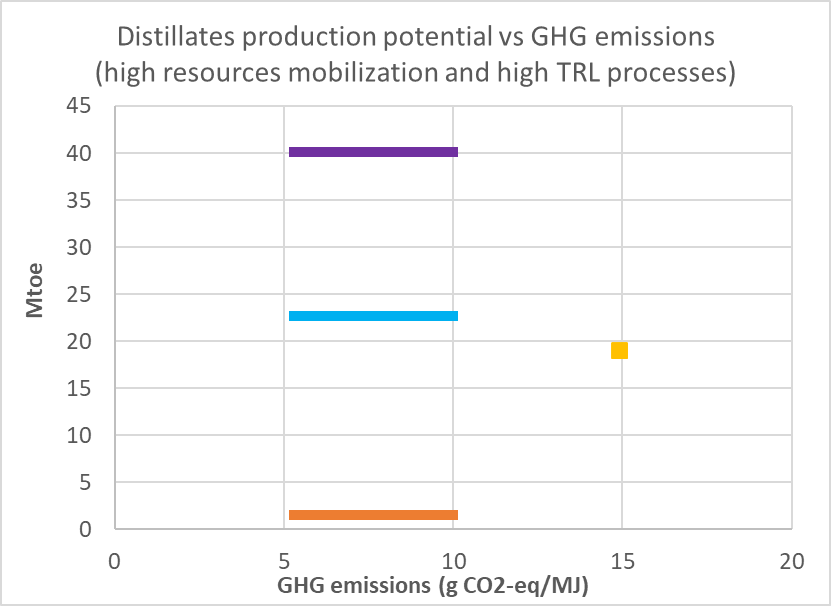 Distillates production potential vs GHG emissions
(high resources mobilization and high TRL processes)
45
40
35
30
25
20
15
10
5
0
Mtoe
0 5 10 15 20
GHG emissions (g CO2-eq/MJ)